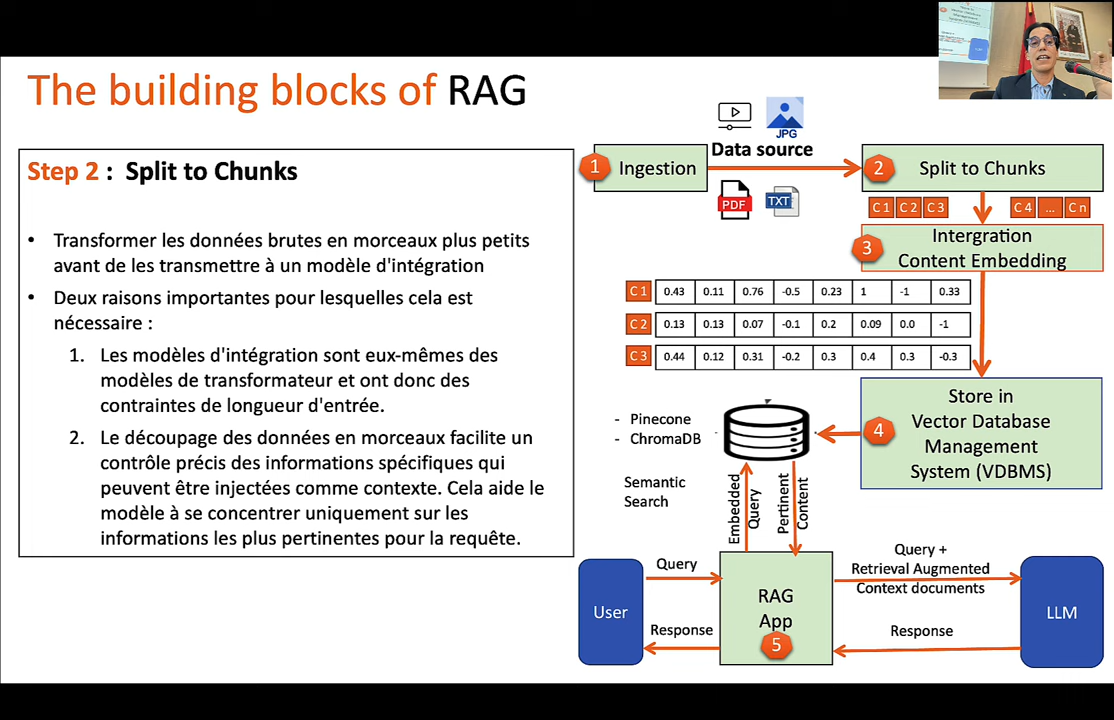 The building blocks of RAG
Step 2 : Split to Chunks
• Transformer les données brutes en morceaux plus petits
avant de les transmettre à un modèle d'intégration
• Deux raisons importantes pour lesquelles cela est
nécessaire :
1. Les modèles d'intégration sont eux-mêmes des
modèles de transformateur et ont donc des
contraintes de longueur d'entrée.
2. Le découpage des données en morceaux facilite un
contrôle précis des informations spécifiques qui
peuvent être injectées comme contexte. Cela aide le
modèle à se concentrer uniquement sur les
informations les plus pertinentes pour la requête.
JPG
Data source
1 Ingestion
PDF
TXT
2 Split to Chunks
C 1 C 2 C 3 C 4 ... C n
3 Intergration
Content Embedding
C 1 0.43 0.11 0.76 -0.5 0.23 1 -1 0.33
C 2 0.13 0.13 0.07 -0.1 0.2 0.09 0.0 -1
C 3 0.44 0.12 0.31 -0.2 0.3 0.4 0.3 -0.3
4 Store in
Vector Database
Management
System (VDBMS)
- Pinecone
- ChromaDB
Semantic
Search
Embedded
Query
Pertinent
Content
User
Query
Response
RAG
App
5
Query +
Retrieval Augmented
Context documents
Response
LLM